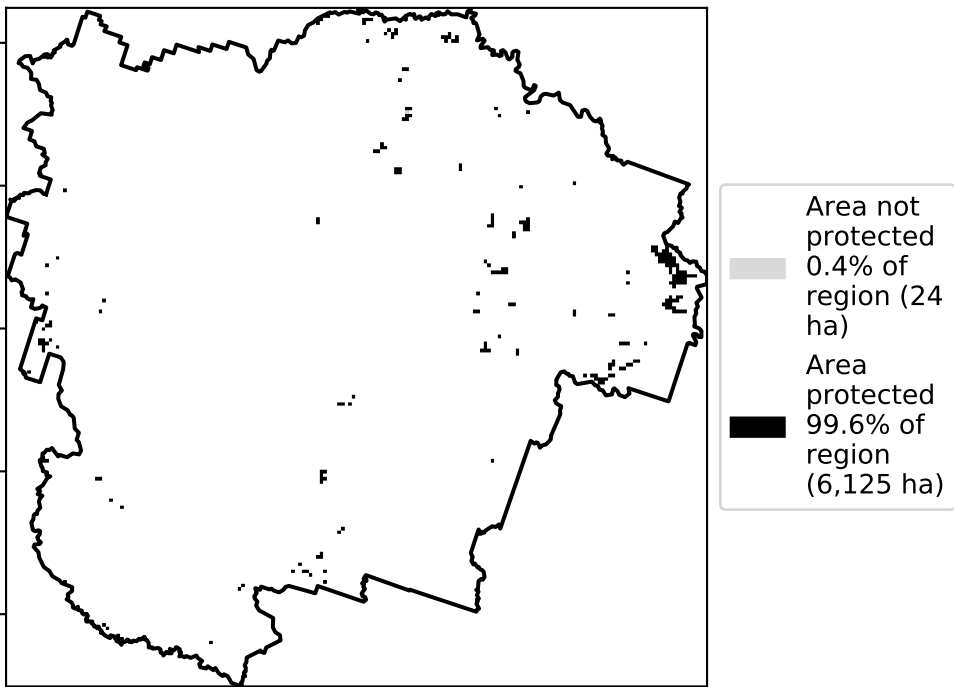 Area not
protected
0.4% of
region (24
ha)
Area
protected
99.6% of
region
(6,125 ha)